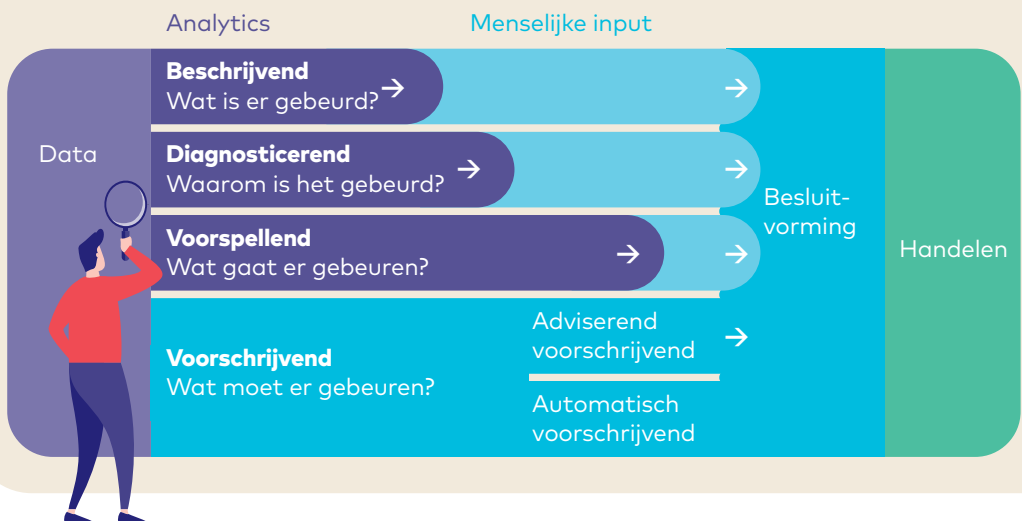 Analytics
Menselijke input
Data
Beschrijvend
Wat is er gebeurd?
Diagnosticerend
Waarom is het gebeurd?
Voorspellend
Wat gaat er gebeuren?
Voorschrijvend
Wat moet er gebeuren?
Adviserend
voorschrijvend
Automatisch
voorschrijvend
Besluit-
vorming
Handelen